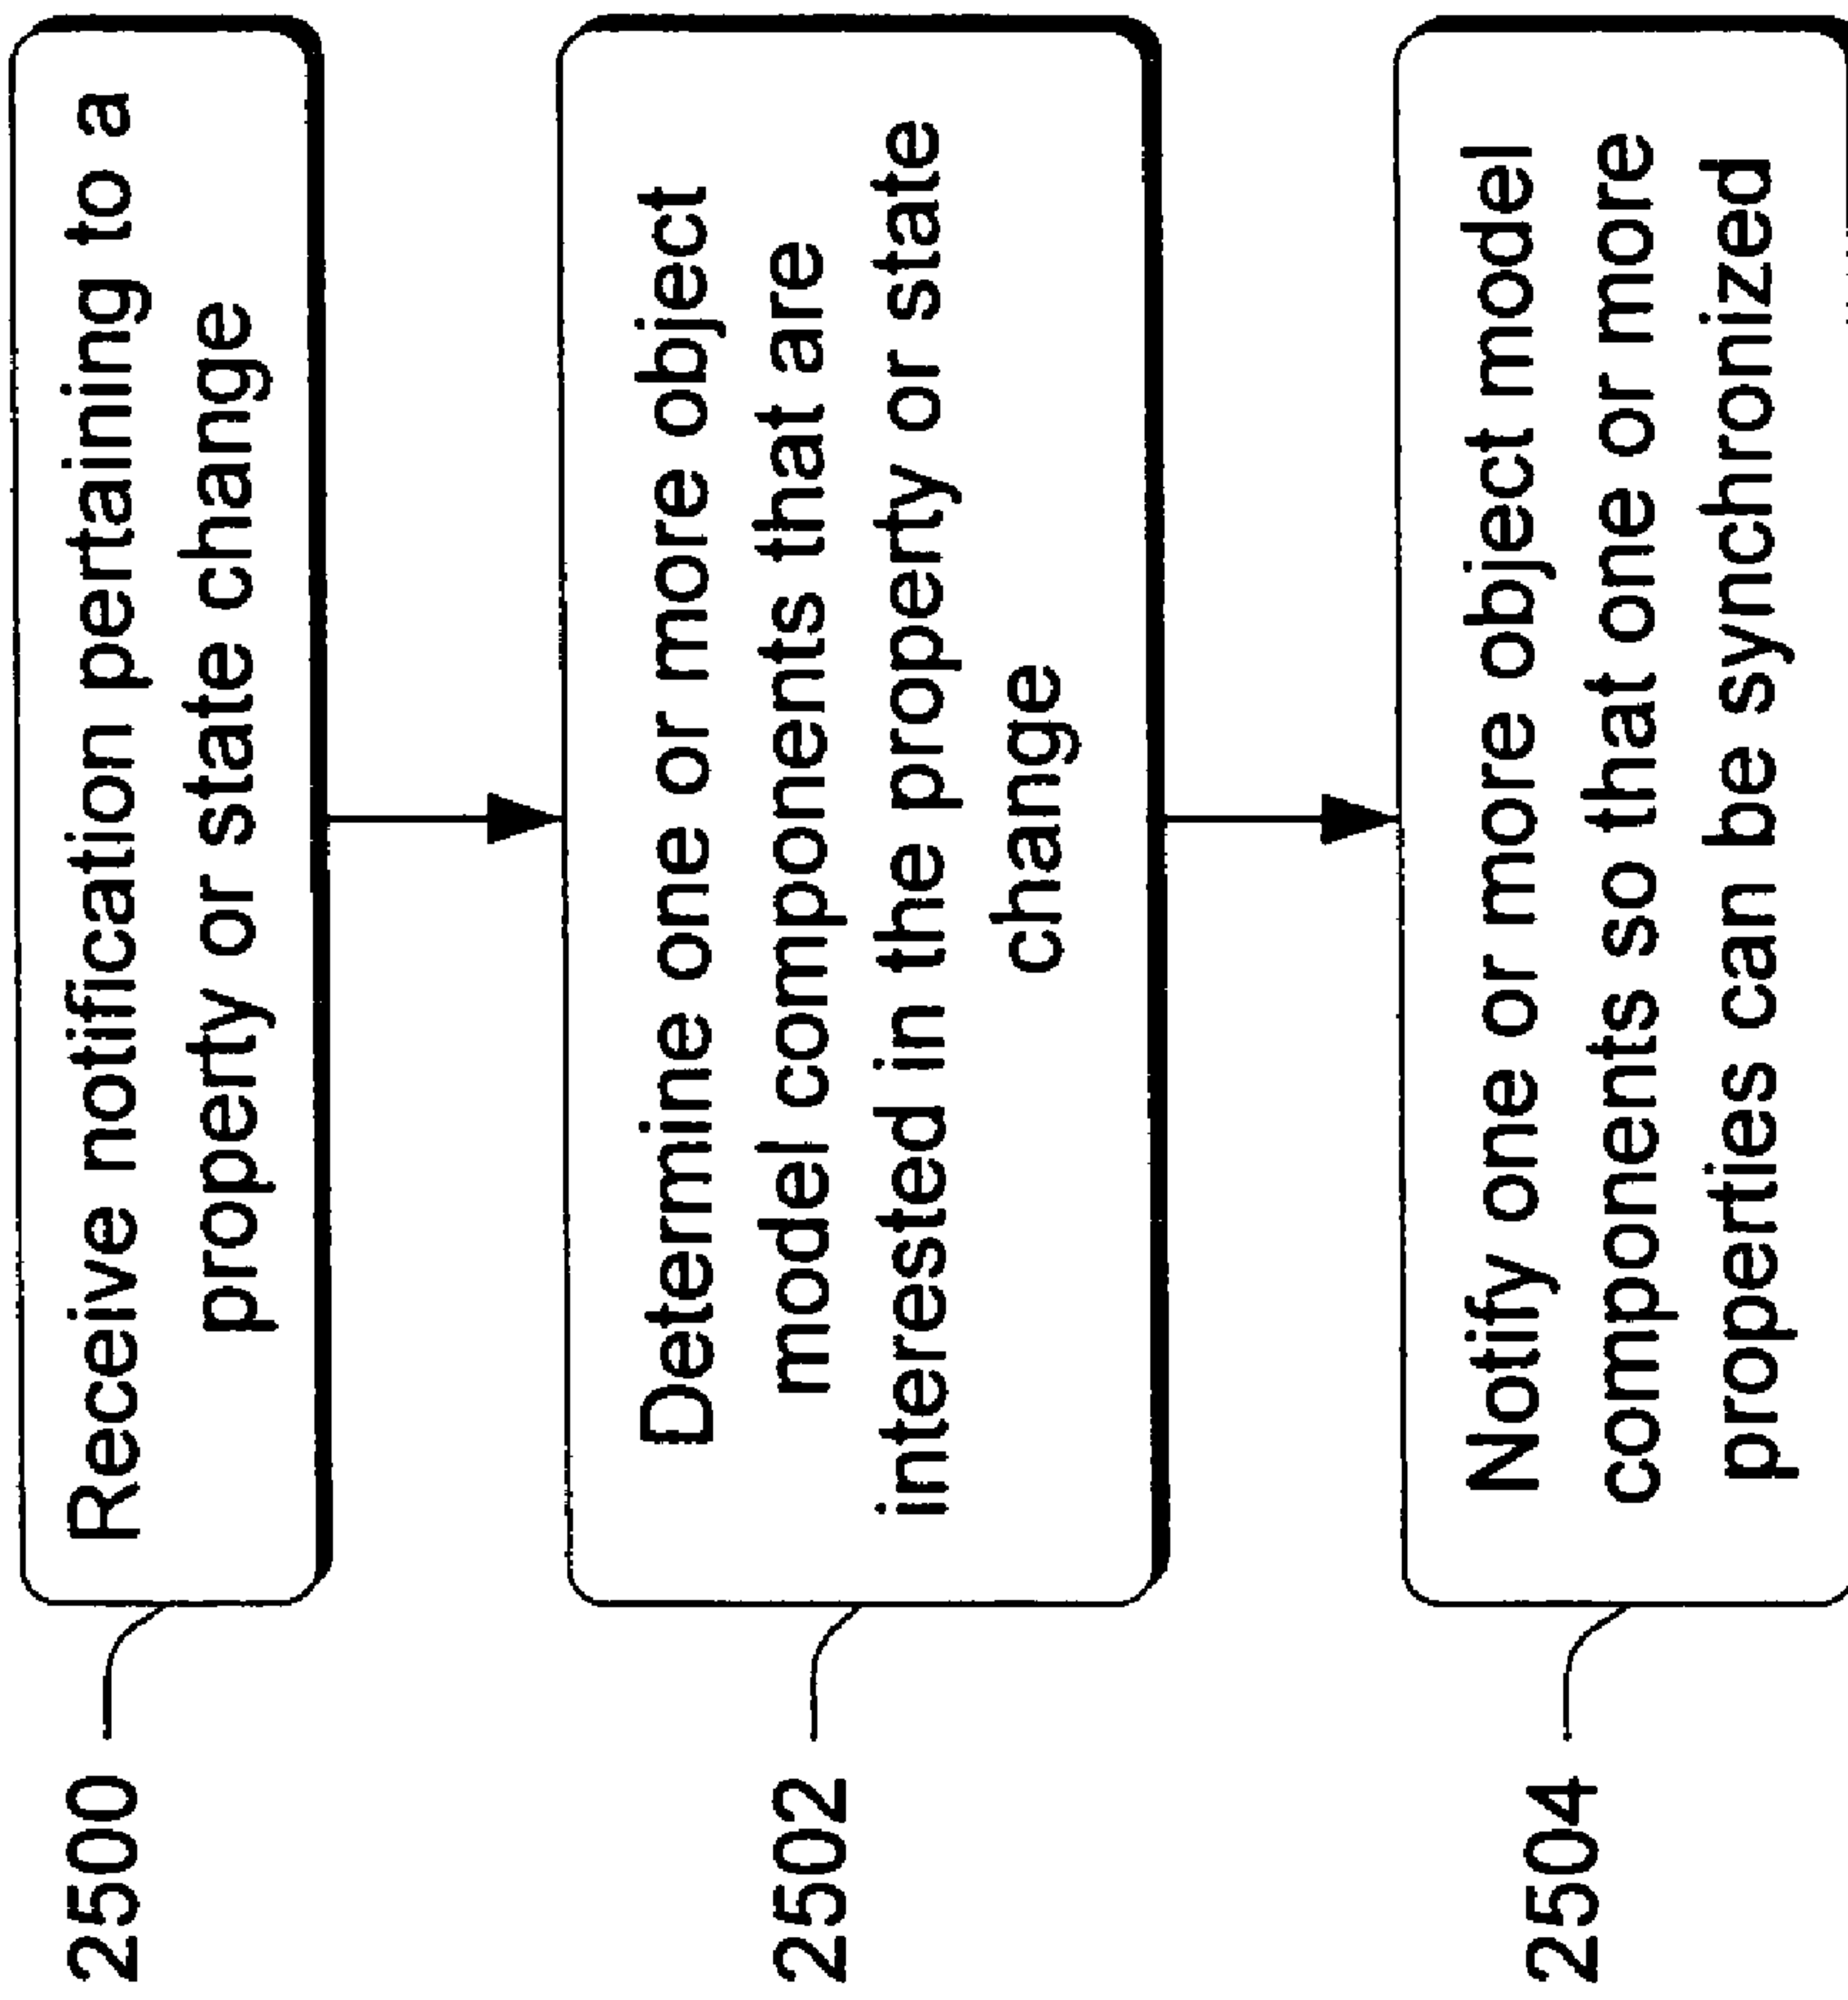 2500
Receive notification pertaining to a
property or state change
2502
Determine one or more object
model components that are
interested in the property or state
change
2504
Notify one or more object model
components so that one or more
properties can be synchronized